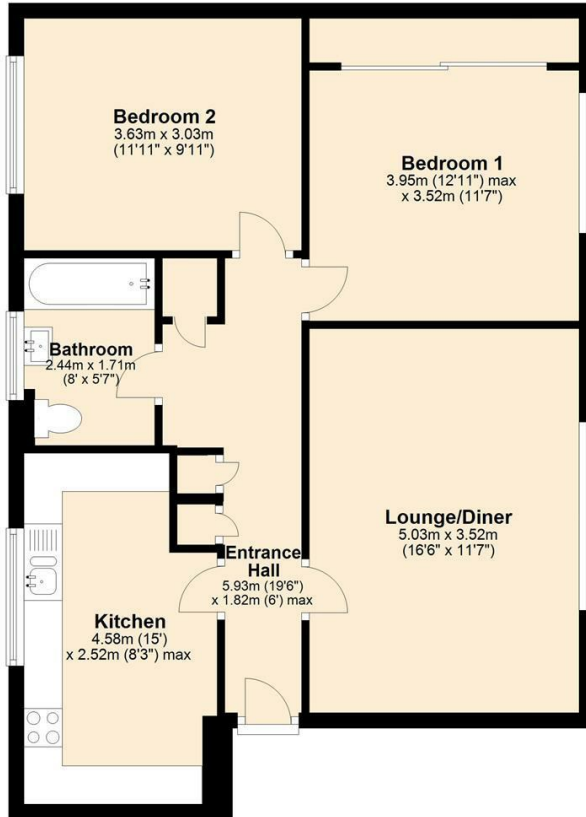 Bedroom 2
3.63m x 3.03m
(11'11" x 9'11")
Bedroom 1
3.95m (12'11") max
x 3.52m (11'7")
Bathroom
2.44m x 1.71m
(8' x 5'7")
Lounge/Diner
5.03m x 3.52m
(16'6" x 11'7")
Entrance
Hall
5.93m (19'6")
x 1.82m (6') max
Kitchen
4.58m (15')
x 2.52m (8'3") max